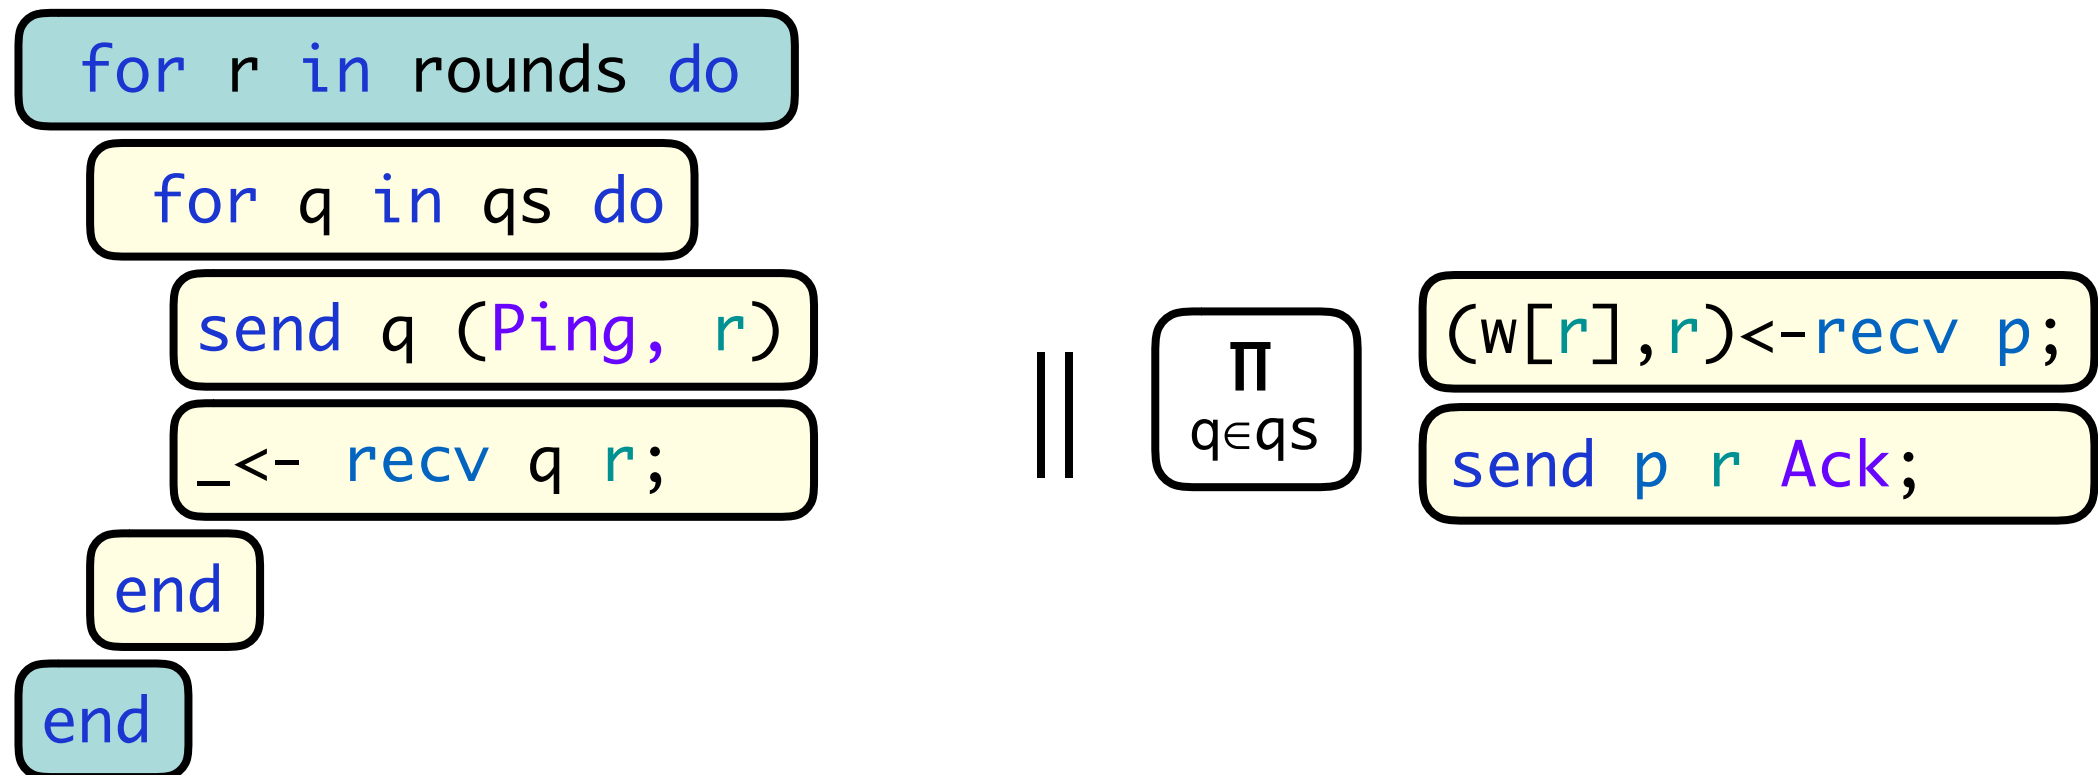 for r in rounds do
for q in qs do
send q (Ping, r)
_<- recv q r;
end
end
||
Π
q∈qs
(w[r],r)<-recv p;
send p r Ack;